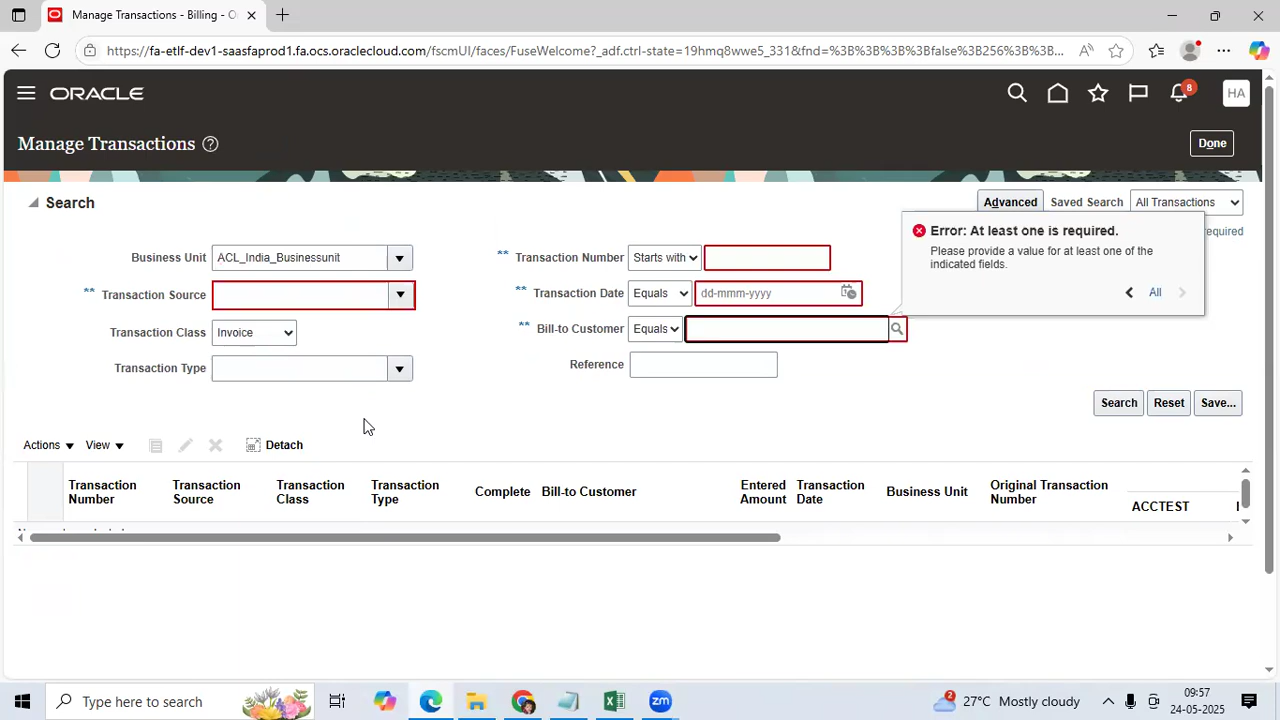 Manage Transactions - Billing - O
https://fa-etlf-dev1-saasfaprod1.fa.ocs.oraclecloud.com/fscmUI/faces/FuseWelcome?_adf.ctrl-state=19hmq8wwe5_331&fnd=%3B%3B%3B%3Bfalse%3B256%3B%3B%3B...
ORACLE
8
HA
Manage Transactions
Done
Search
Advanced
Saved Search
All Transactions
required
Error: At least one is required.
Please provide a value for at least one of the
indicated fields.
All
Business Unit
ACL_India_Businessunit
** Transaction Number
Starts with
** Transaction Source
** Transaction Date
Equals
dd-mmm-yyyy
Transaction Class
Invoice
** Bill-to Customer
Equals
Transaction Type
Reference
Search
Reset
Save...
Actions
View
Detach
Transaction Number
Transaction Source
Transaction Class
Transaction Type
Complete
Bill-to Customer
Entered Amount
Transaction Date
Business Unit
Original Transaction Number
ACCTEST
Type here to search
zm
2
27°C Mostly cloudy
09:57
24-05-2025